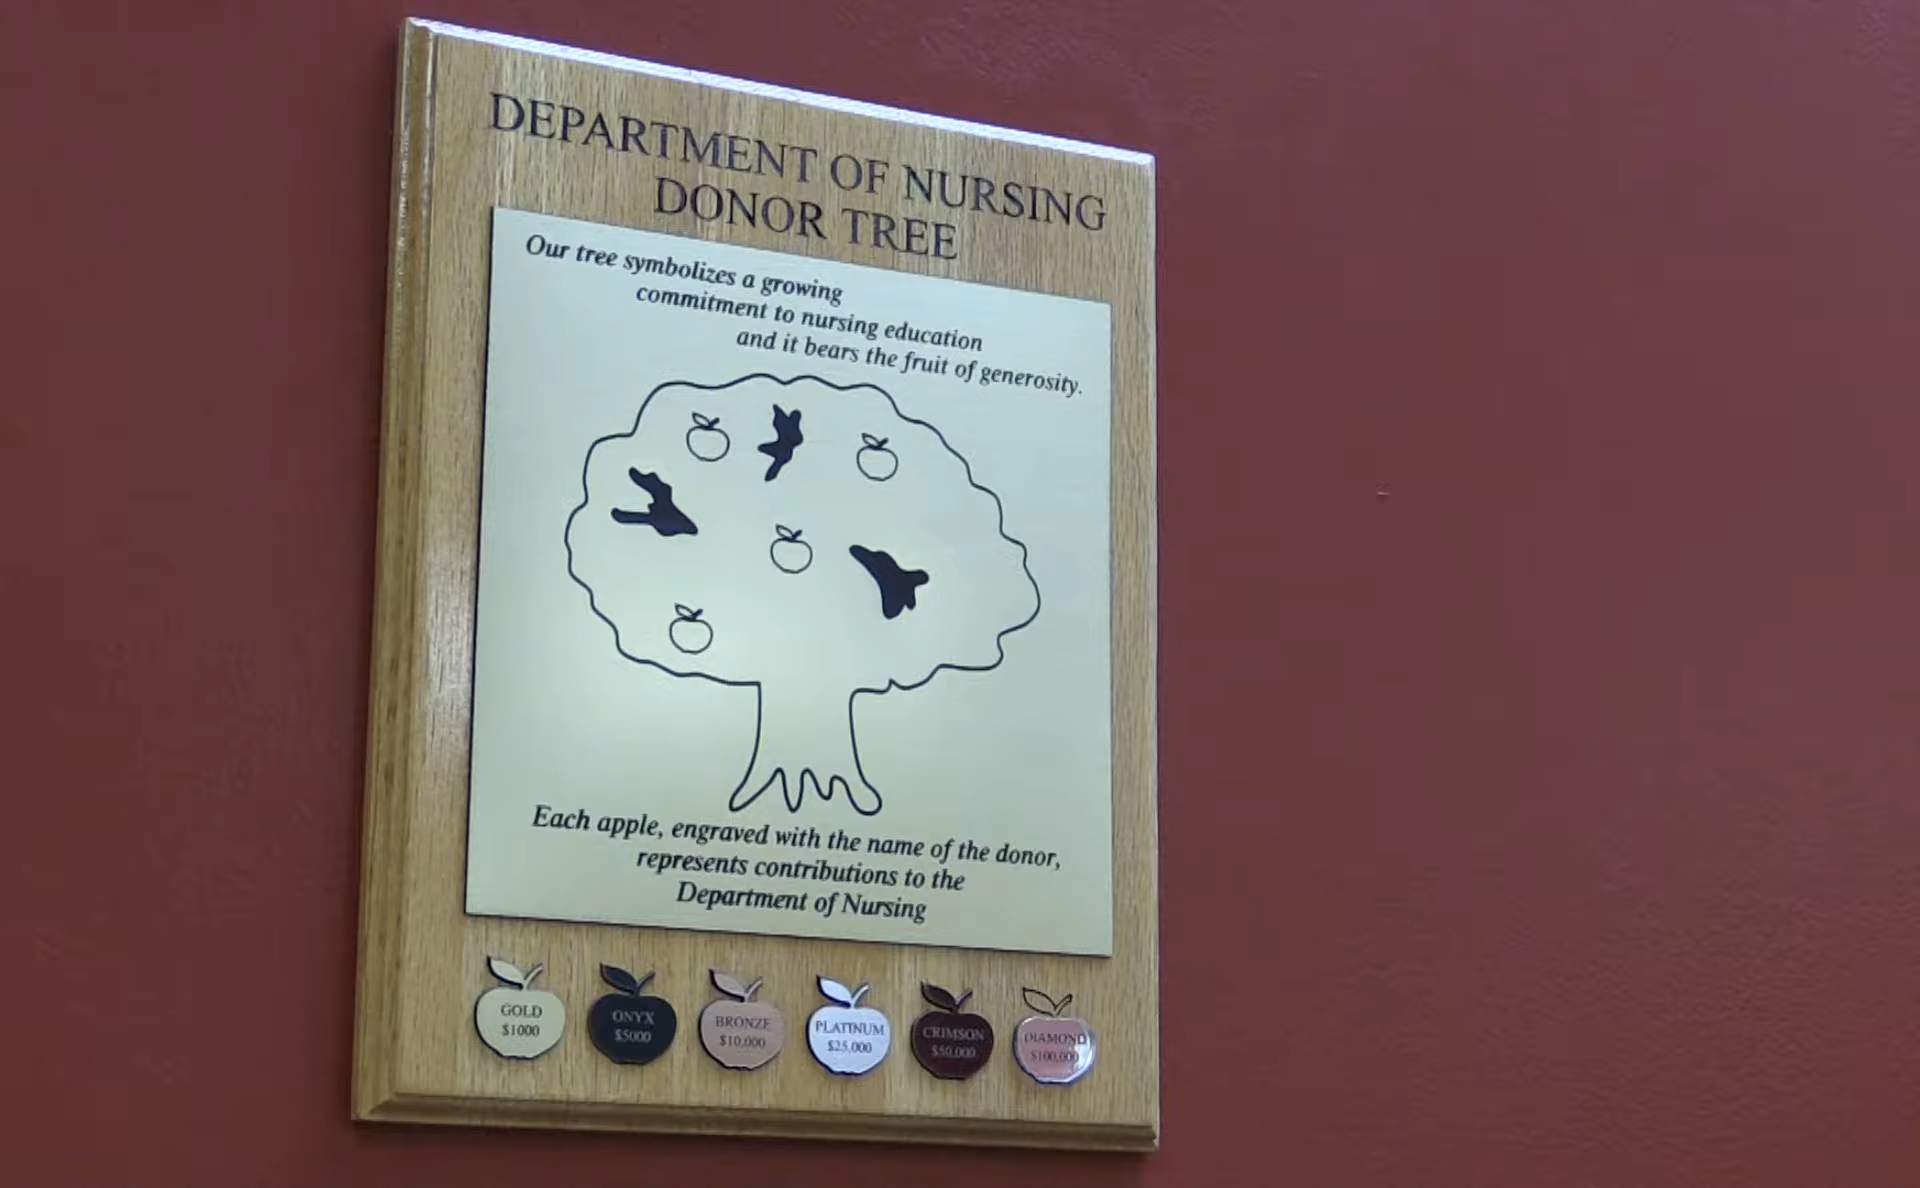 DEPARTMENT OF NURSING
DONOR TREE
Our tree symbolizes a growing
commitment to nursing education
and it bears the fruit of generosity.
Each apple, engraved with the name of the donor,
represents contributions to the
Department of Nursing
GOLD
$1000
ONYX
$5000
BRONZE
$10,000
PLATINUM
$25,000
CRIMSON
$50,000
DIAMOND
$100,000